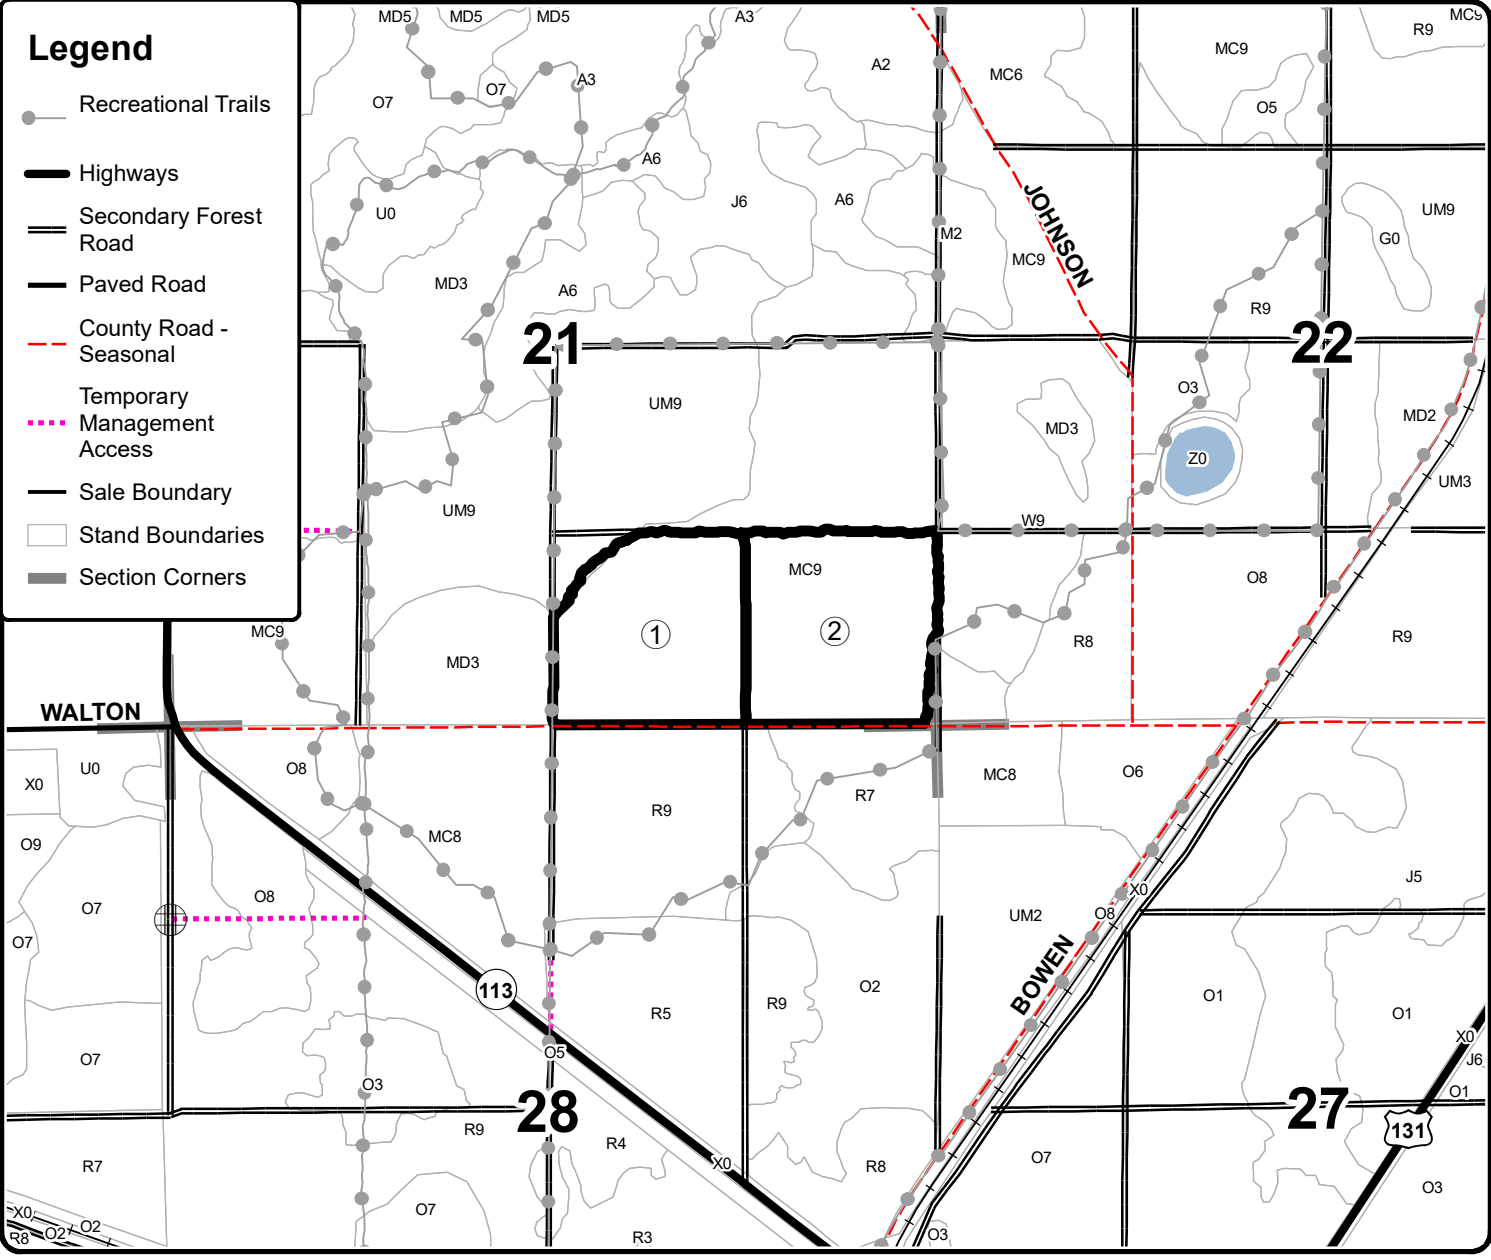 Legend
Recreational Trails
Highways
Secondary Forest
Road
Paved Road
County Road -
Seasonal
Temporary
Management
Access
Sale Boundary
Stand Boundaries
Section Corners
MD5
MD5
MD5
A3
MC9
R9
MC9
A2
MC6
O7
O7
A3
O5
A6
J6
A6
U0
M2
MC9
JOHNSON
UM9
G0
MD3
A6
R9
21
22
UM9
O3
MD3
MD2
Z0
UM3
UM9
W9
MC9
O8
1
2
MC9
MD3
R8
R9
WALTON
U0
X0
O8
MC8
O6
R7
R9
MC8
O9
J5
X0
O8
O7
O8
UM2
O7
BOWEN
113
O2
R9
O1
R5
O1
X0
O5
O7
J6
O3
O1
28
27
131
R9
R4
X0
R8
O7
R7
O3
O7
X0
O2
O2
R8
R3
O3